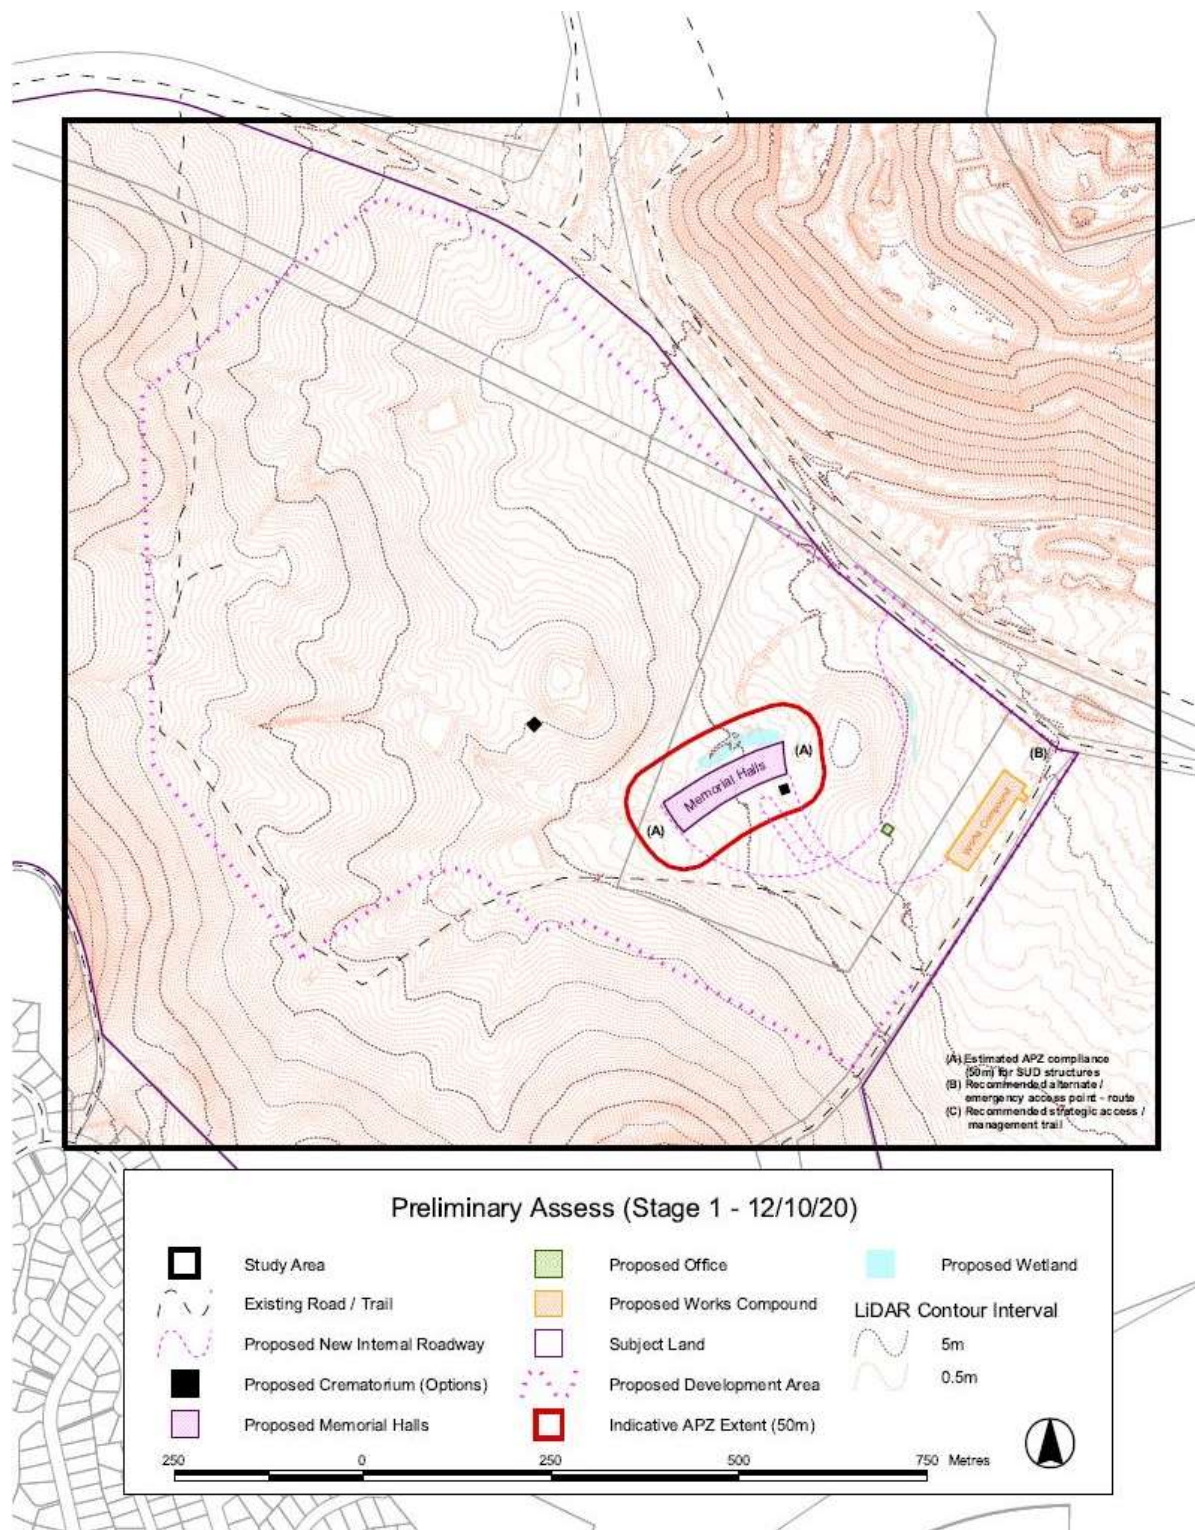 (B)
(A)
Memorial Halls
Works Compound
(A)
(A) Estimated APZ compliance
(50m) for SUD structures
(B) Recommended alternate /
emergency access point - route
(C) Recommended strategic access /
management trail
Preliminary Assess (Stage 1 - 12/10/20)
Study Area
Proposed Office
Proposed Wetland
Existing Road / Trail
Proposed Works Compound
LiDAR Contour Interval
Proposed New Internal Roadway
Subject Land
5m
Proposed Crematorium (Options)
Proposed Development Area
0.5m
Proposed Memorial Halls
Indicative APZ Extent (50m)
250 0 250 500 750 Metres